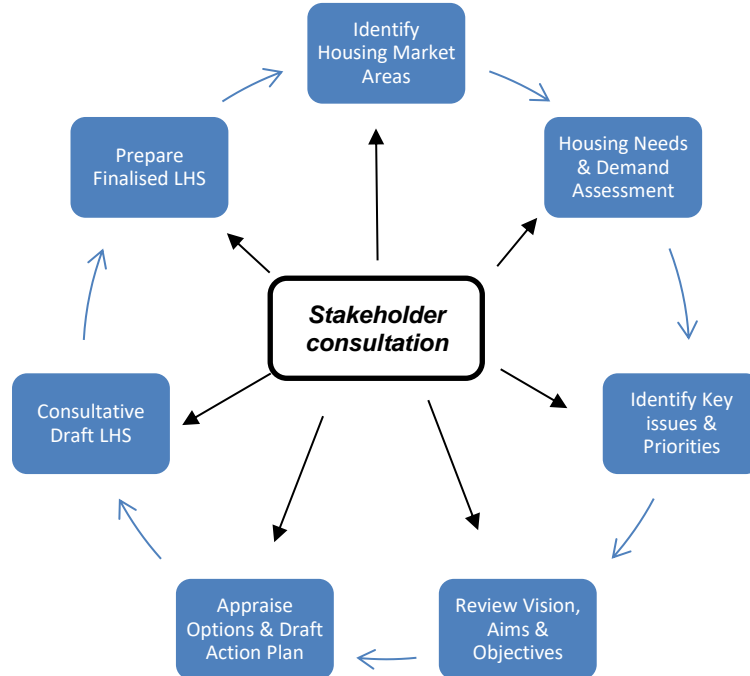 Identify
Housing Market
Areas
Housing Needs
& Demand
Assessment
Identify Key
issues &
Priorities
Review Vision,
Aims &
Objectives
Appraise
Options & Draft
Action Plan
Consultative
Draft LHS
Prepare
Finalised LHS
Stakeholder
consultation